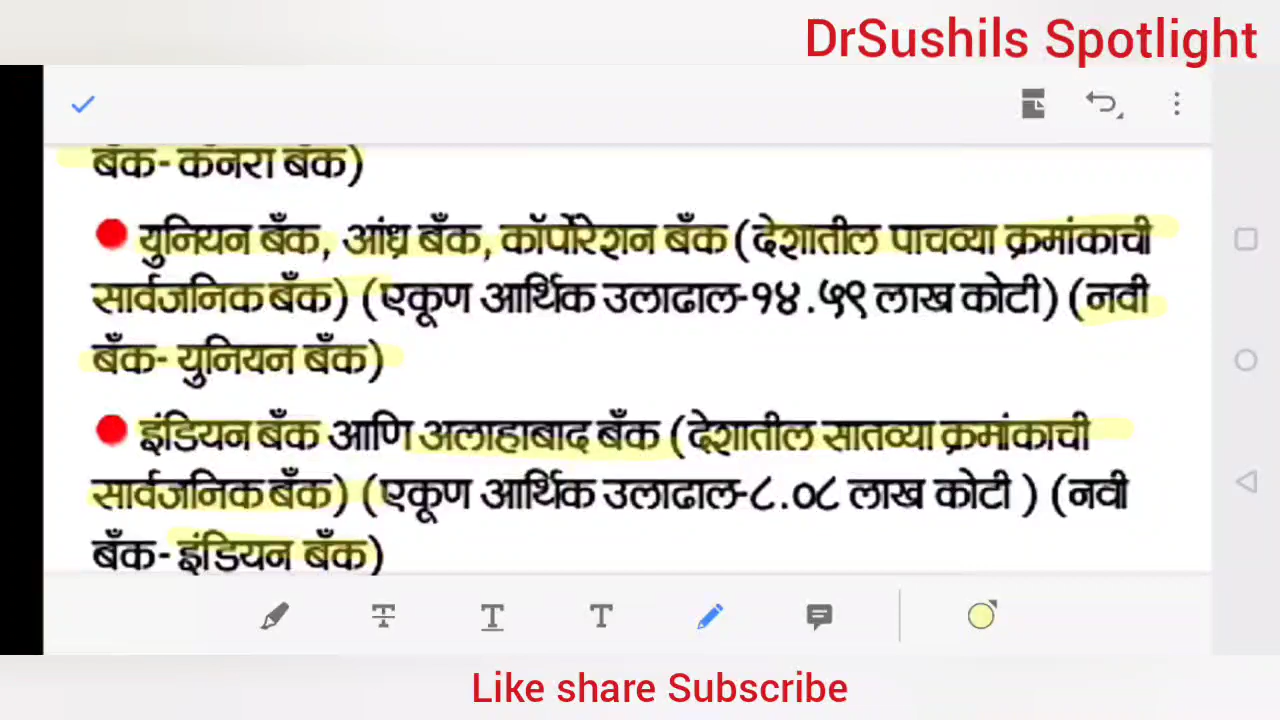 DrSushils Spotlight
बँक- कॅनरा बँक)
युनियन बँक, आंध्र बँक, कॉर्पोरेशन बँक (देशातील पाचव्या क्रमांकाची
सार्वजनिक बँक) (एकूण आर्थिक उलाढाल-१४.५९ लाख कोटी) (नवी
बँक- युनियन बँक)
इंडियन बँक आणि अलाहाबाद बँक (देशातील सातव्या क्रमांकाची
सार्वजनिक बँक) (एकूण आर्थिक उलाढाल-८.०८ लाख कोटी ) (नवी
बँक- इंडियन बँक)
Like share Subscribe